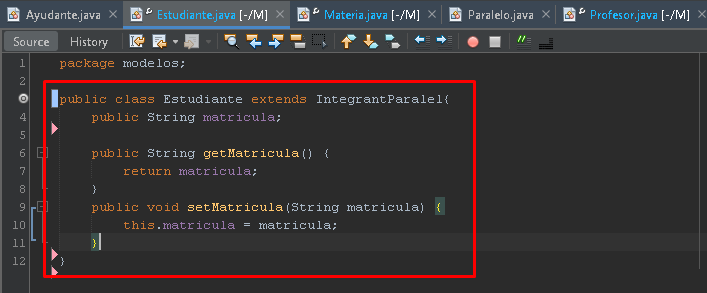 Ayudante.java Estudiante.java [-/M] Materia.java [-/M] Paralelo.java Profesor.java [-/M]
Source History
1 package modelos;
2
public class Estudiante extends IntegrantParalel{
4 public String matricula;
5
6 public String getMatricula() {
7 return matricula;
8 }
9 public void setMatricula(String matricula) {
10 this.matricula = matricula;
11 }
12 }